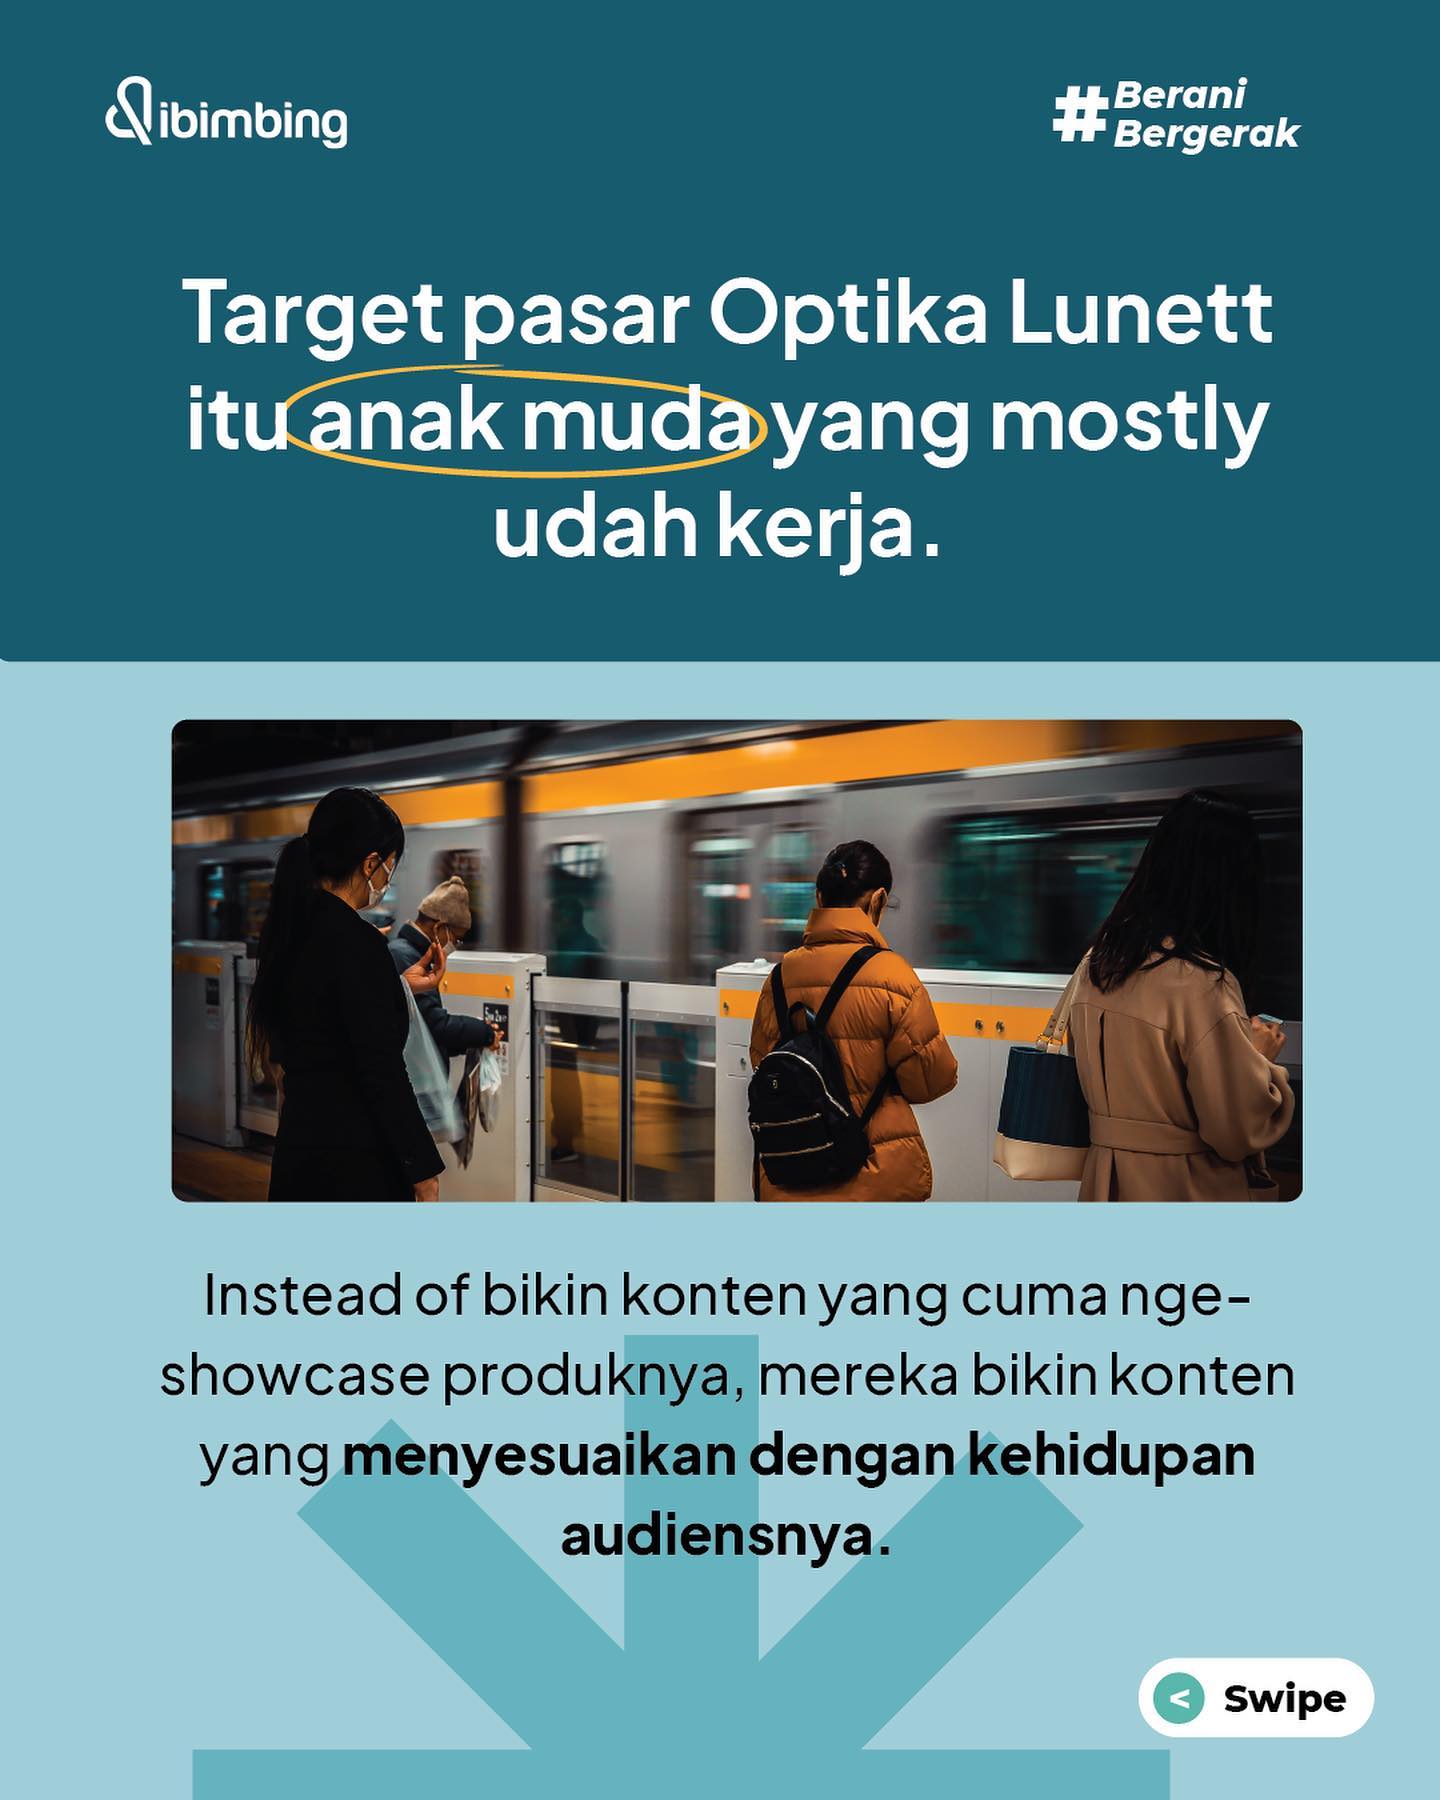 dibimbing
#Berani
Bergerak
Target pasar Optika Lunett
itu anak muda yang mostly
udah kerja.
Instead of bikin konten yang cuma nge-
showcase produknya, mereka bikin konten
yang menyesuaikan dengan kehidupan
audiensnya.
< Swipe